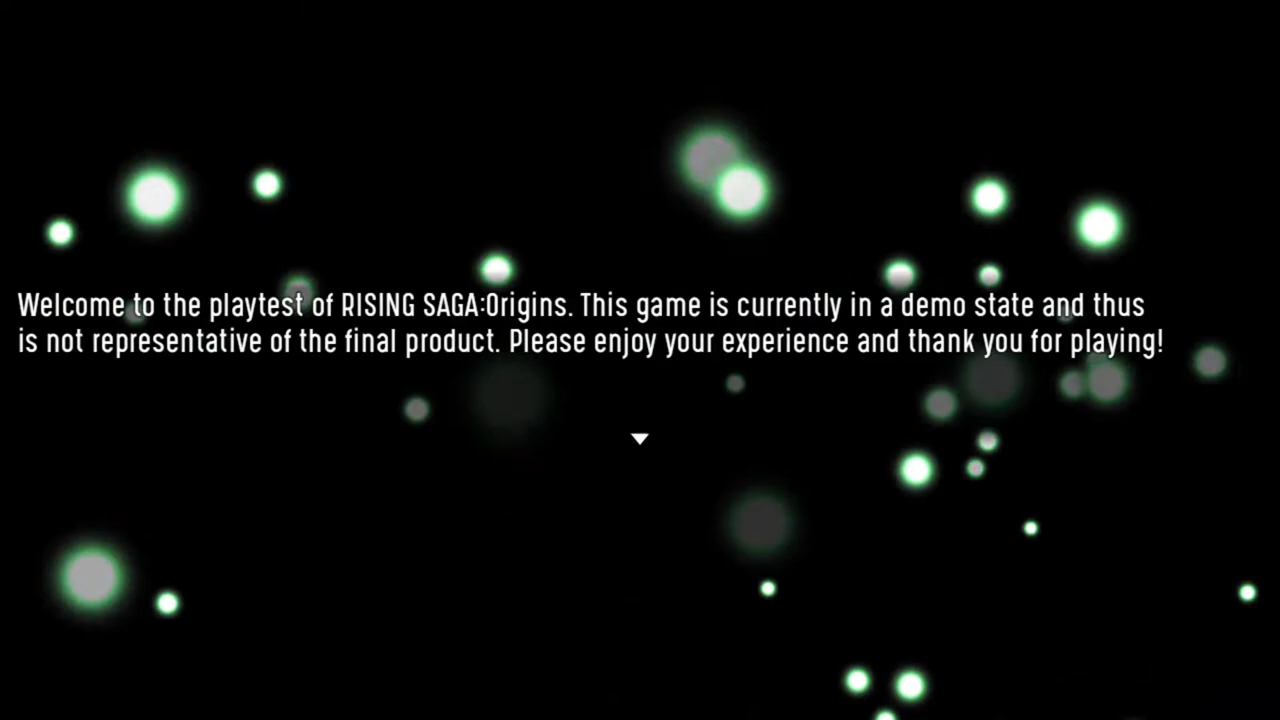 Welcome to the playtest of RISING SAGA:Origins. This game is currently in a demo state and thus
is not representative of the final product. Please enjoy your experience and thank you for playing!